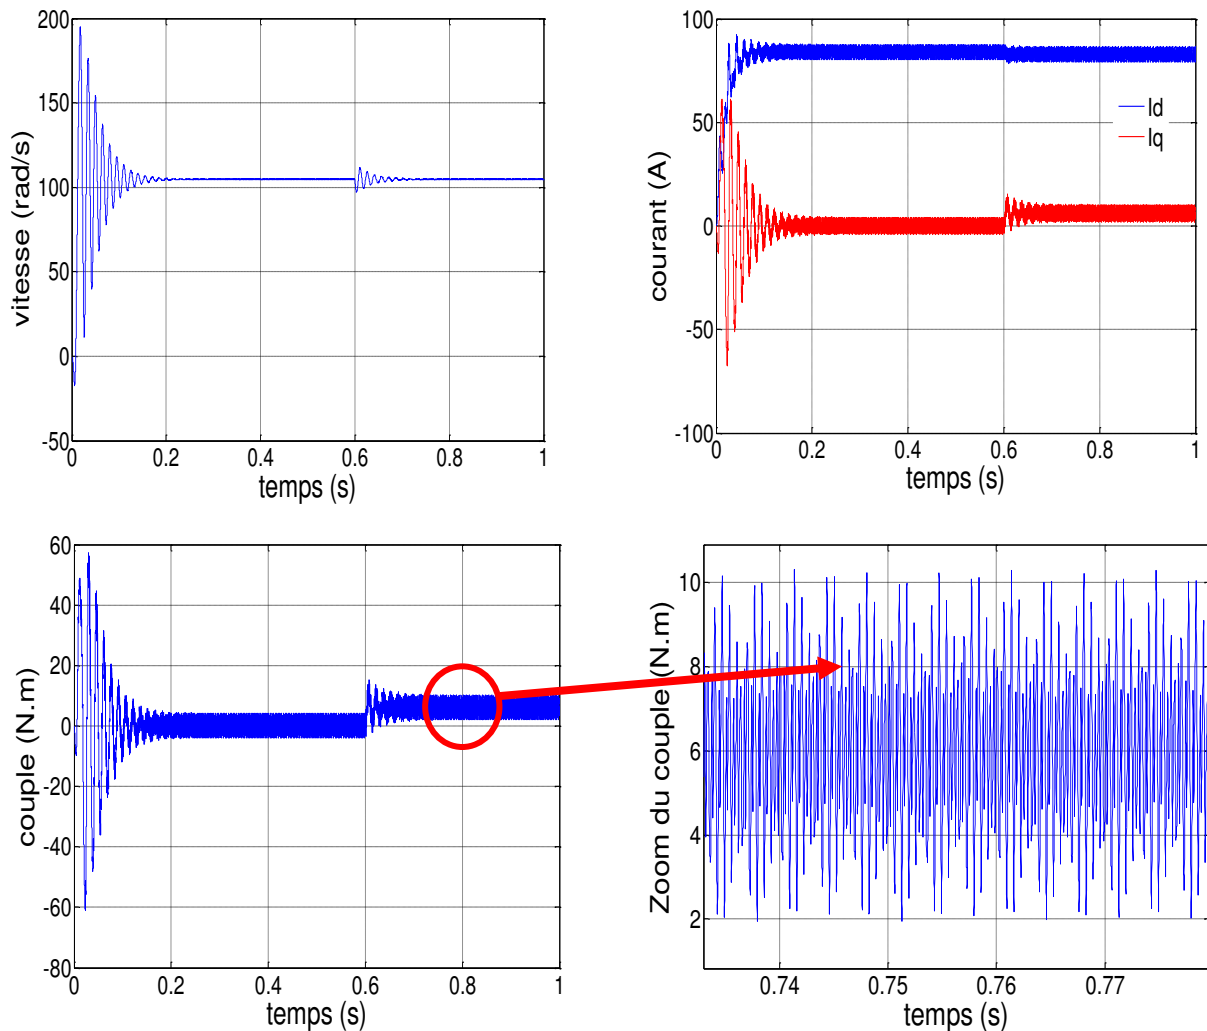 200
150
100
50
0
-50
vitesse (rad/s)
0 0.2 0.4 0.6 0.8 1
temps (s)
100
50
0
-50
-100
courant (A)
Id
Iq
0 0.2 0.4 0.6 0.8 1
temps (s)
60
40
20
0
-20
-40
-60
-80
couple (N.m)
0 0.2 0.4 0.6 0.8 1
temps (s)
10
8
6
4
2
Zoom du couple (N.m)
0.74 0.75 0.76 0.77
temps (s)